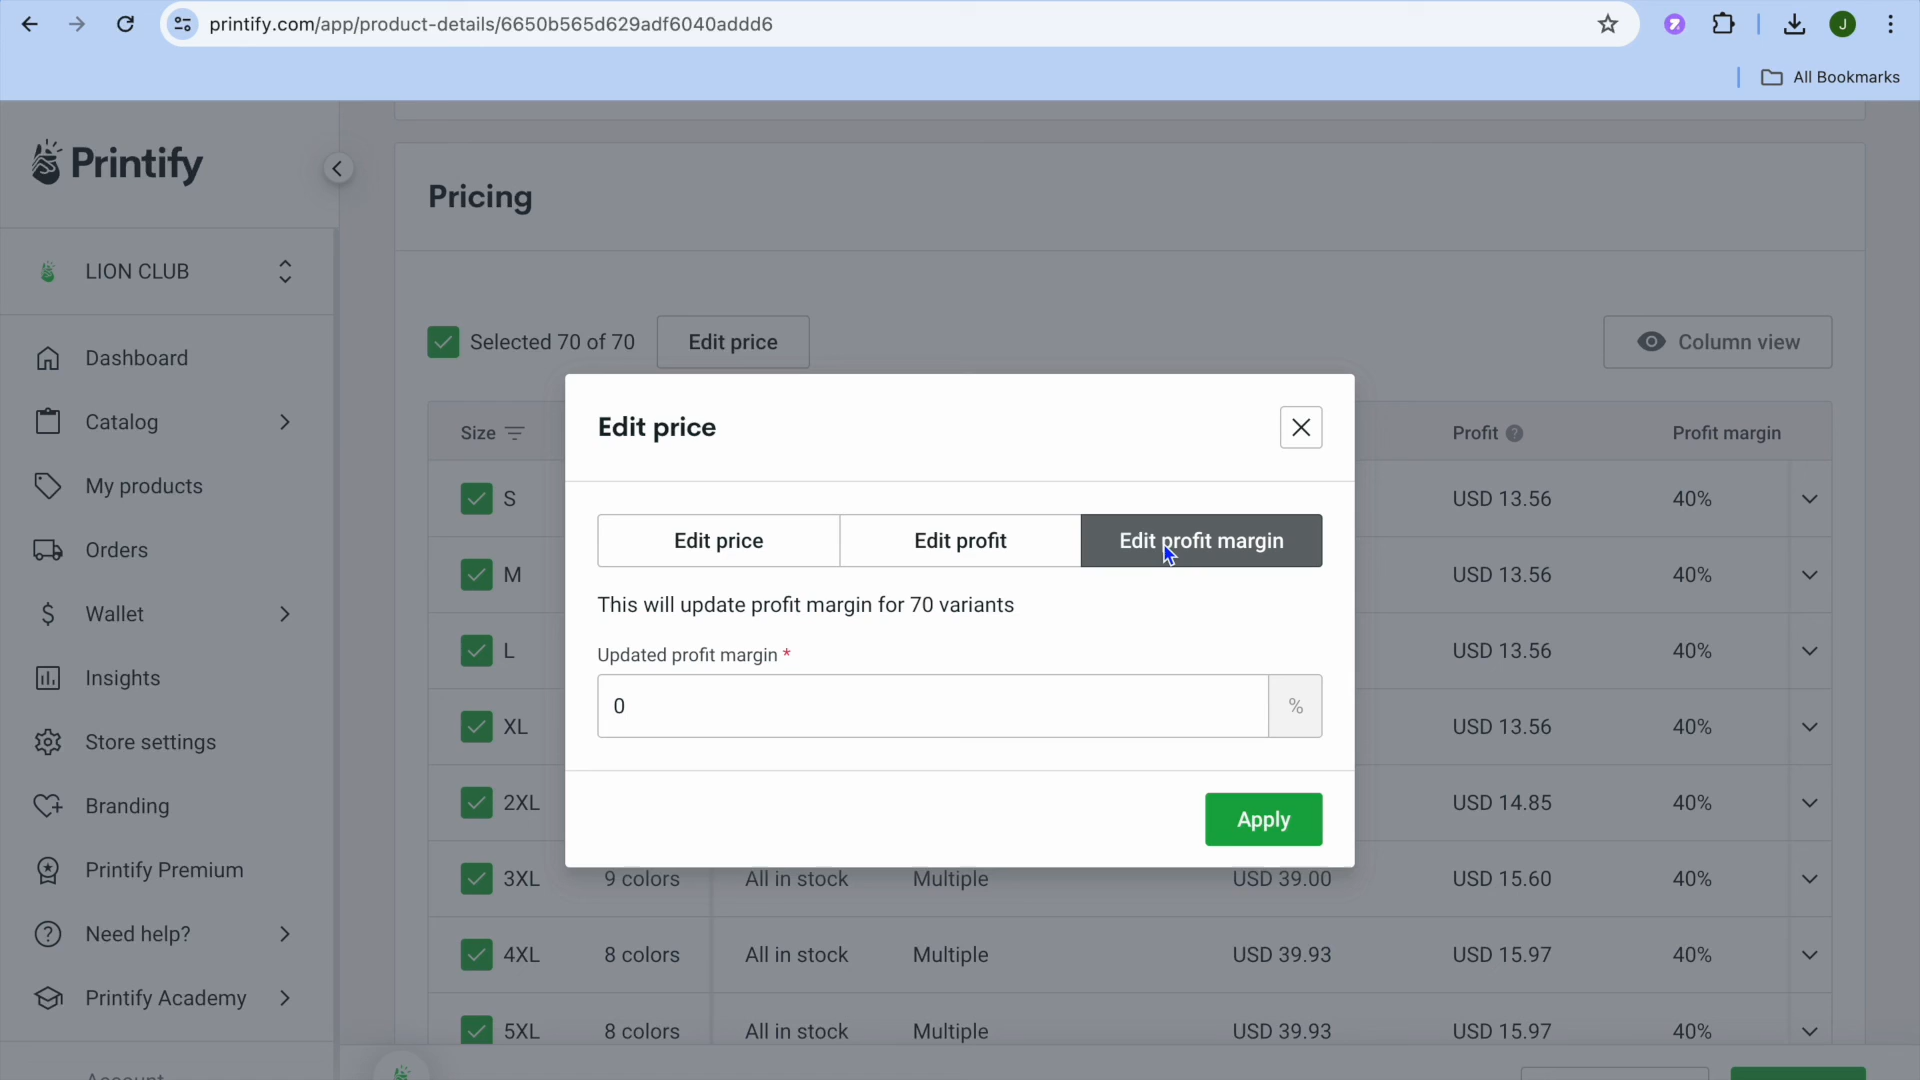 printify.com/app/product-details/6650b565d629adf6040addd6
J
All Bookmarks
Printify
LION CLUB
Dashboard
Catalog
My products
Orders
Wallet
Insights
Store settings
Branding
Printify Premium
Need help?
Printify Academy
Account
Pricing
Selected 70 of 70
Edit price
Column view
Size
Profit ?
Profit margin
S
USD 13.56
40%
M
USD 13.56
40%
L
USD 13.56
40%
XL
USD 13.56
40%
2XL
USD 14.85
40%
3XL 9 colors All in stock Multiple USD 39.00 USD 15.60 40%
4XL 8 colors All in stock Multiple USD 39.93 USD 15.97 40%
5XL 8 colors All in stock Multiple USD 39.93 USD 15.97 40%
Edit price
Edit price
Edit profit
Edit profit margin
This will update profit margin for 70 variants
Updated profit margin *
0
%
Apply